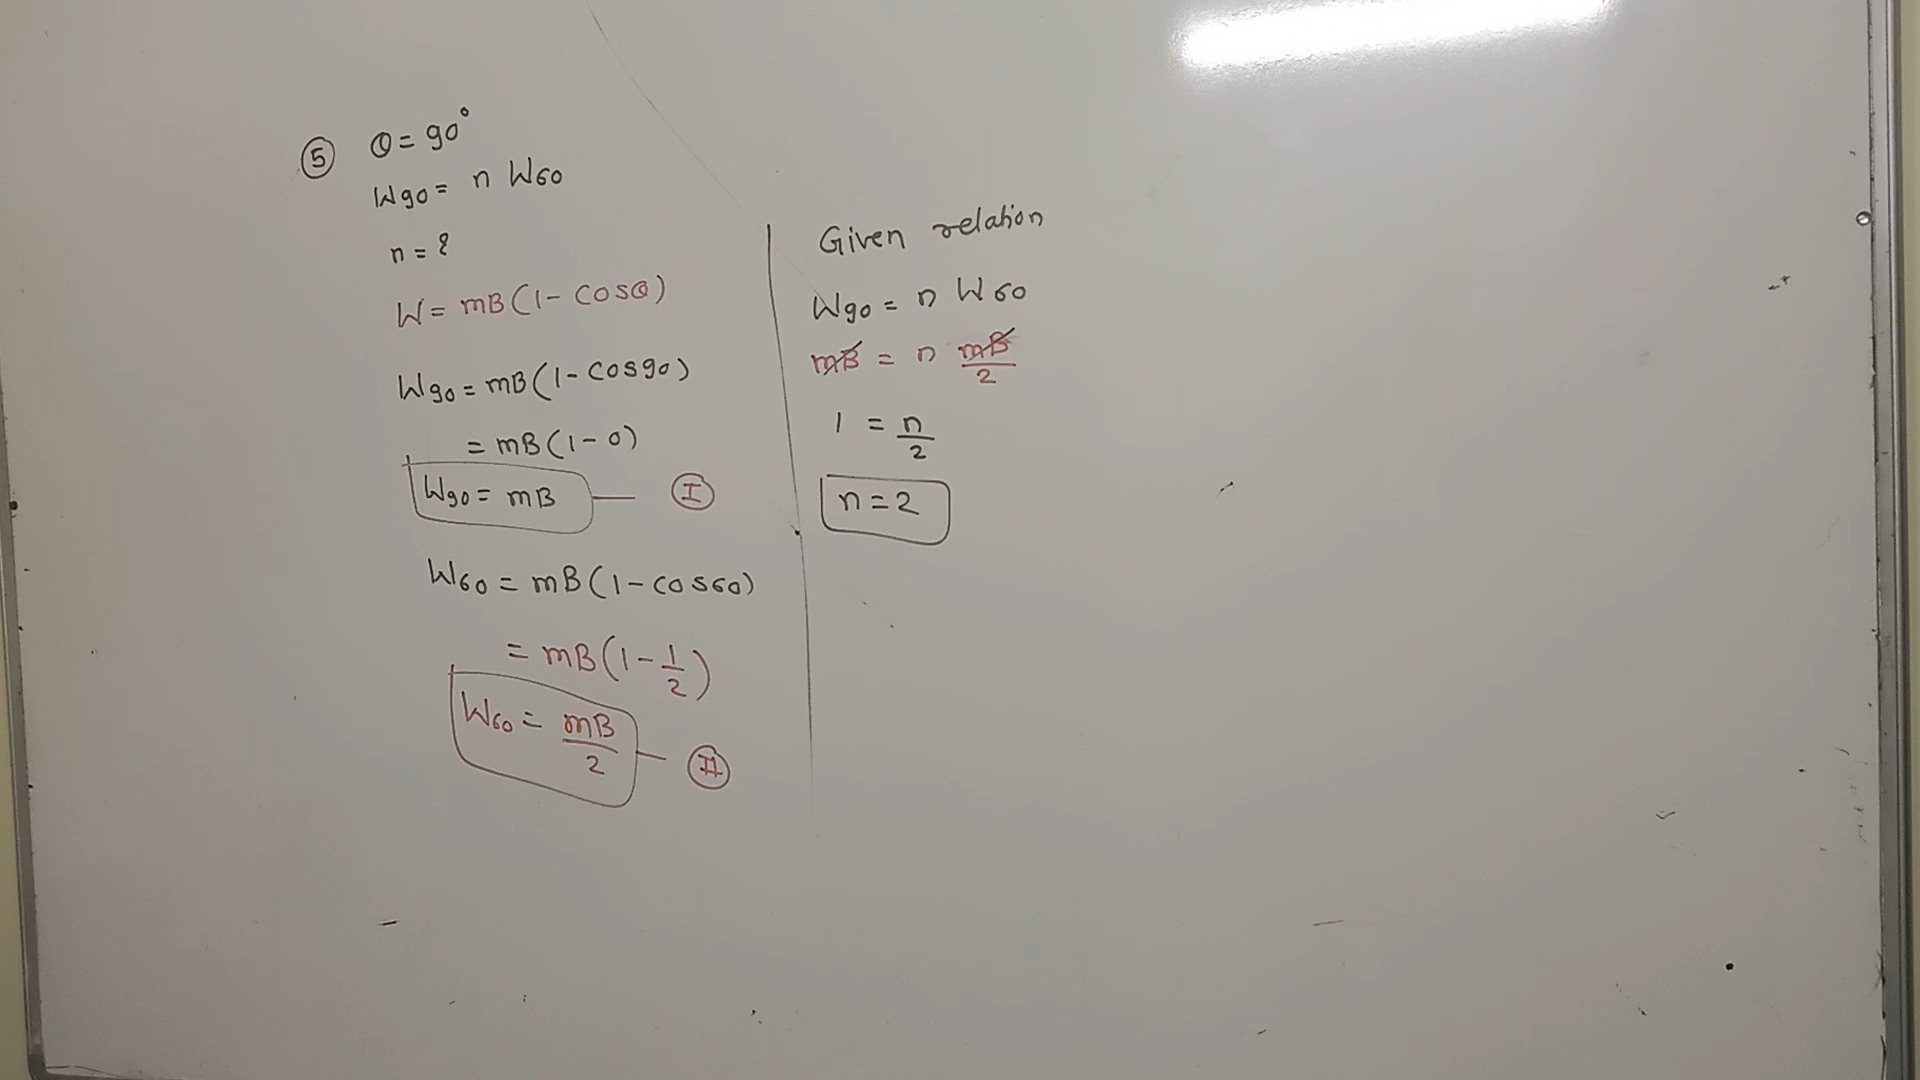 ⑤ θ = 90°
W90 = n W60
n = ?
W = mB(1 - cosθ)
W90 = mB(1 - cos90)
= mB(1 - 0)
W90 = mB — Ⓘ
W60 = mB(1 - cos60)
= mB(1 - 1/2)
W60 = mB/2 — (II)
Given relation
W90 = n W60
mB = n mB/2
1 = n/2
n = 2